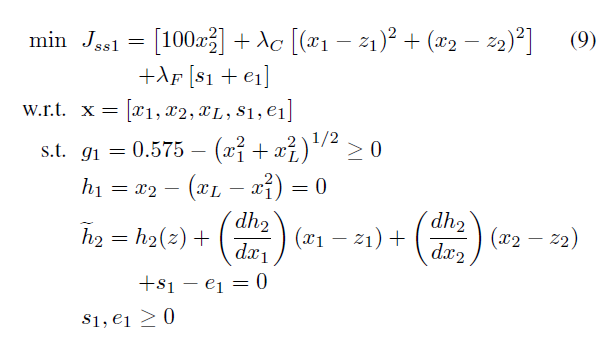 min J_{ss1} = [100x_2^2] + λ_C [(x_1 − z_1)^2 + (x_2 − z_2)^2] (9)
+λ_F [s_1 + e_1]
w.r.t. x = [x_1, x_2, x_L, s_1, e_1]
s.t. g_1 = 0.575 − (x_1^2 + x_L^2)^{1/2} ≥ 0
h_1 = x_2 − (x_L − x_1^2) = 0
\widetilde{h}_2 = h_2(z) + (dh_2/dx_1) (x_1 − z_1) + (dh_2/dx_2) (x_2 − z_2)
+s_1 − e_1 = 0
s_1, e_1 ≥ 0